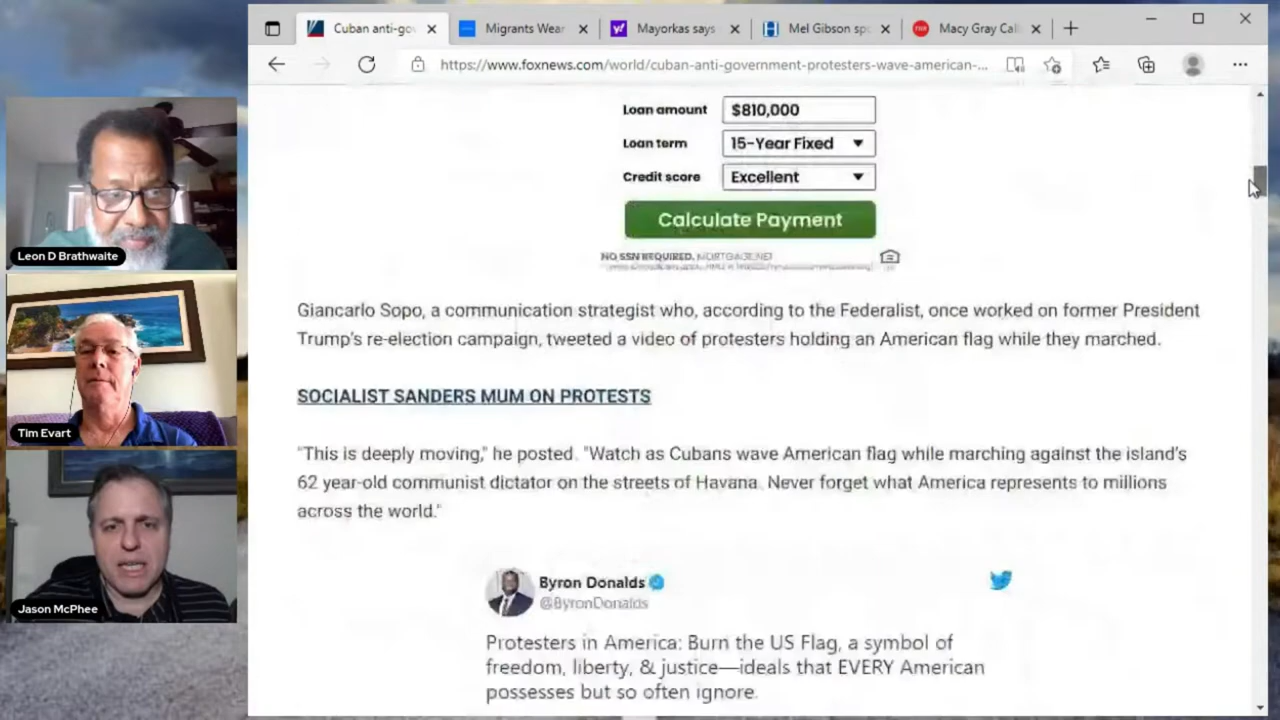 Cuban anti-gov
Migrants Wear
Mayorkas says
Mel Gibson spo
Macy Gray Call
https://www.foxnews.com/world/cuban-anti-government-protesters-wave-american-...
Loan amount $810,000
Loan term 15-Year Fixed
Credit score Excellent
Calculate Payment
NO SSN REQUIRED. MORTGAGE.NET
Giancarlo Sopo, a communication strategist who, according to the Federalist, once worked on former President
Trump's re-election campaign, tweeted a video of protesters holding an American flag while they marched.
SOCIALIST SANDERS MUM ON PROTESTS
"This is deeply moving," he posted. "Watch as Cubans wave American flag while marching against the island's
62 year-old communist dictator on the streets of Havana. Never forget what America represents to millions
across the world."
Byron Donalds
@ByronDonalds
Protesters in America: Burn the US Flag, a symbol of
freedom, liberty, & justice—ideals that EVERY American
possesses but so often ignore.
Leon D Brathwaite
Tim Evart
Jason McPhee